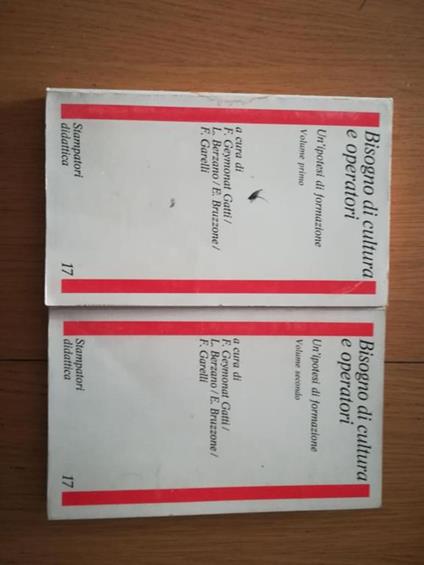 Bisogno di cultura
e operatori
Un'ipotesi di formazione
Volume primo
a cura di
F. Geymonat Gatti/
L. Berzano/E. Bruzzone/
F. Garelli
Stampatori
didattica
17
Bisogno di cultura
e operatori
Un'ipotesi di formazione
Volume secondo
a cura di
F. Geymonat Gatti/
L. Berzano/E. Bruzzone/
F. Garelli
Stampatori
didattica
17